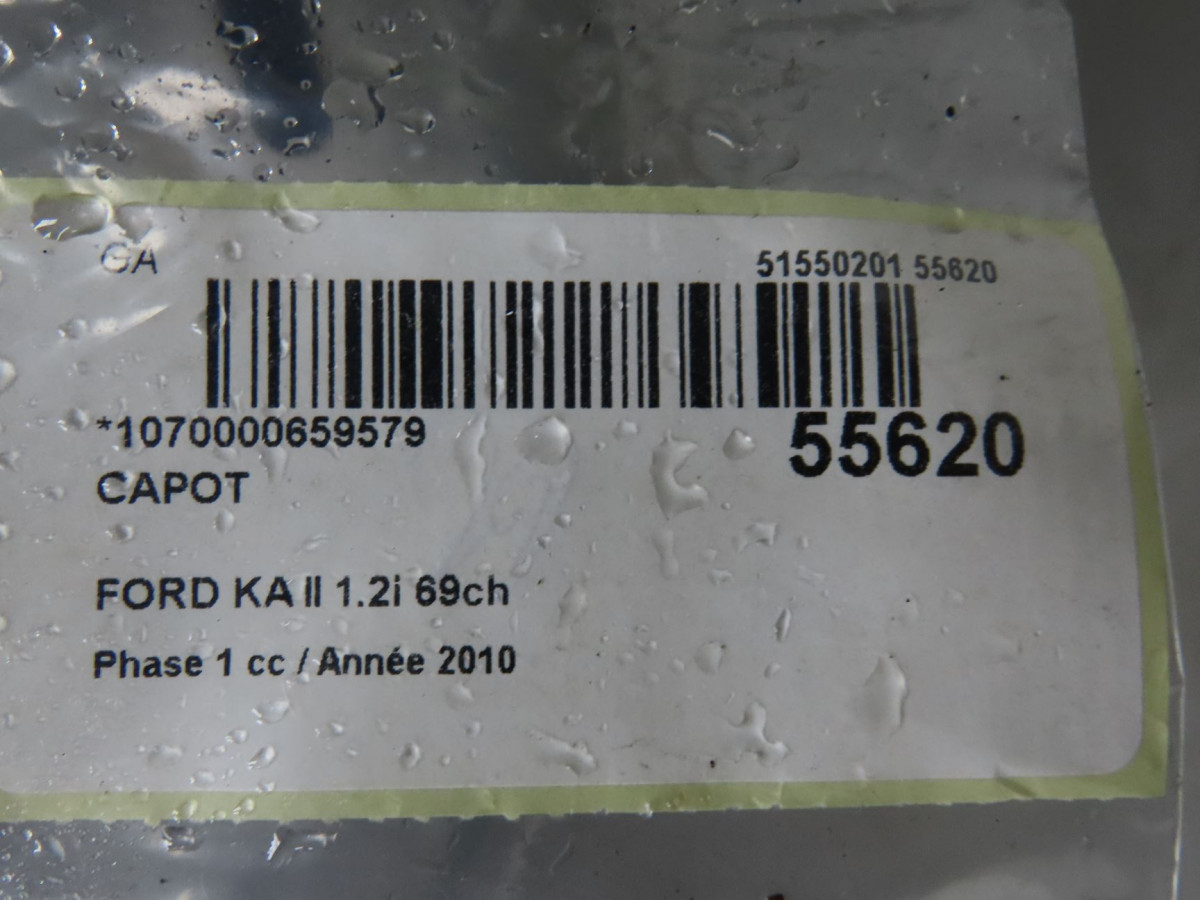 GA
51550201 55620
*1070000659579
55620
CAPOT
FORD KA II 1.2i 69ch
Phase 1 cc / Année 2010